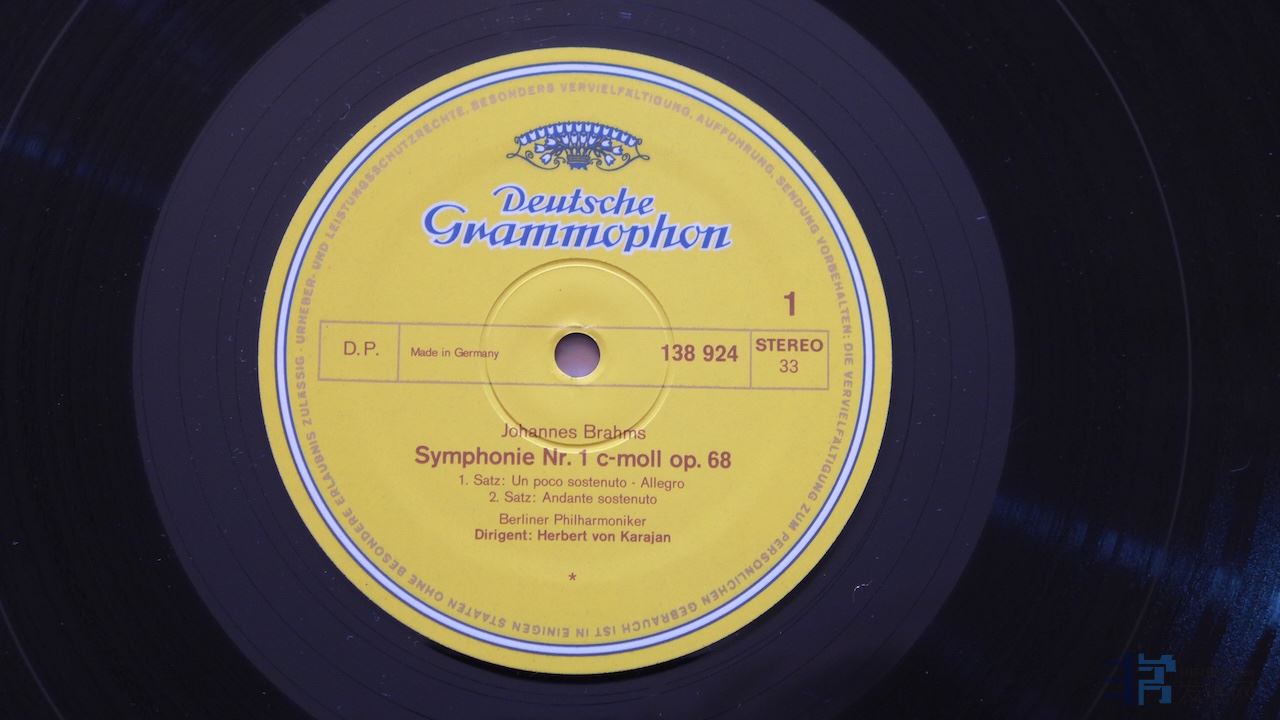 URHEBER- UND LEISTUNGSSCHUTZRECHTE, BESONDERS VERVIELFÄLTIGUNG, AUFFÜHRUNG, SENDUNG VORBEHALTEN; DIE VERVIELFÄLTIGUNG ZUM PERSÖNLICHEN GEBRAUCH IST IN EINIGEN STAATEN OHNE BESONDERE ERLAUBNIS ZULÄSSIG ·
Deutsche
Grammophon
1
D.P.
Made in Germany
138 924
STEREO
33
Johannes Brahms
Symphonie Nr. 1 c-moll op. 68
1. Satz: Un poco sostenuto - Allegro
2. Satz: Andante sostenuto
Berliner Philharmoniker
Dirigent: Herbert von Karajan
*